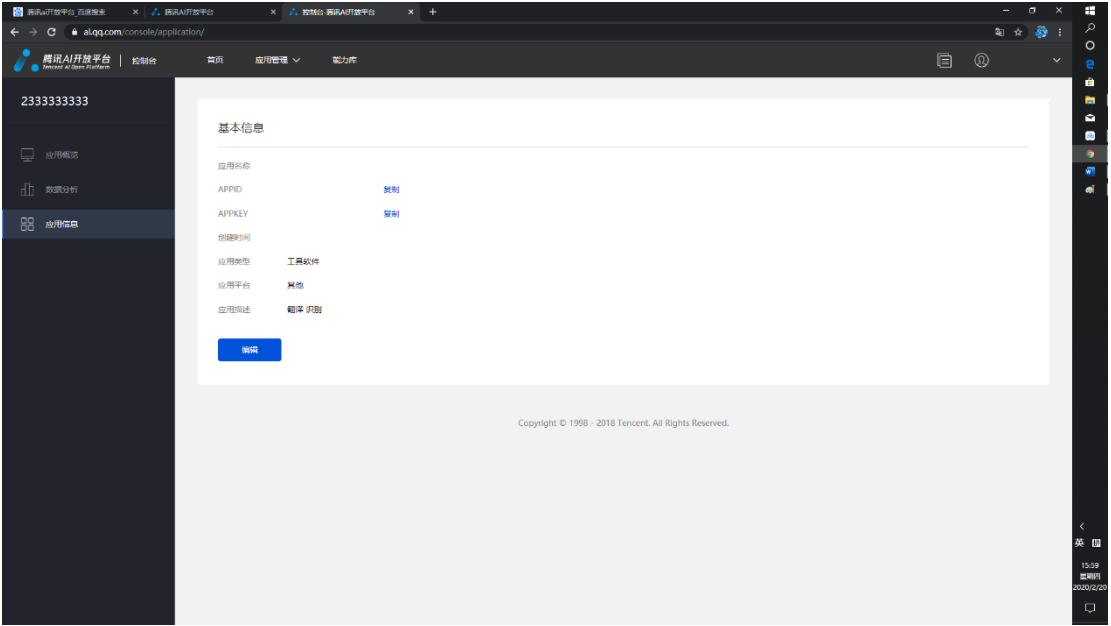 腾讯ai开放平台_百度搜索
腾讯AI开放平台
控制台-腾讯AI开放平台
ai.qq.com/console/application/
腾讯AI开放平台
Tencent AI Open Platform
控制台
首页
应用管理
能力库
2333333333
应用概览
数据分析
应用信息
基本信息
应用名称
APPID 复制
APPKEY 复制
创建时间
应用类型 工具软件
应用平台 其他
应用描述 翻译 识别
编辑
Copyright © 1998 - 2018 Tencent. All Rights Reserved.
英
15:59
星期四
2020/2/20